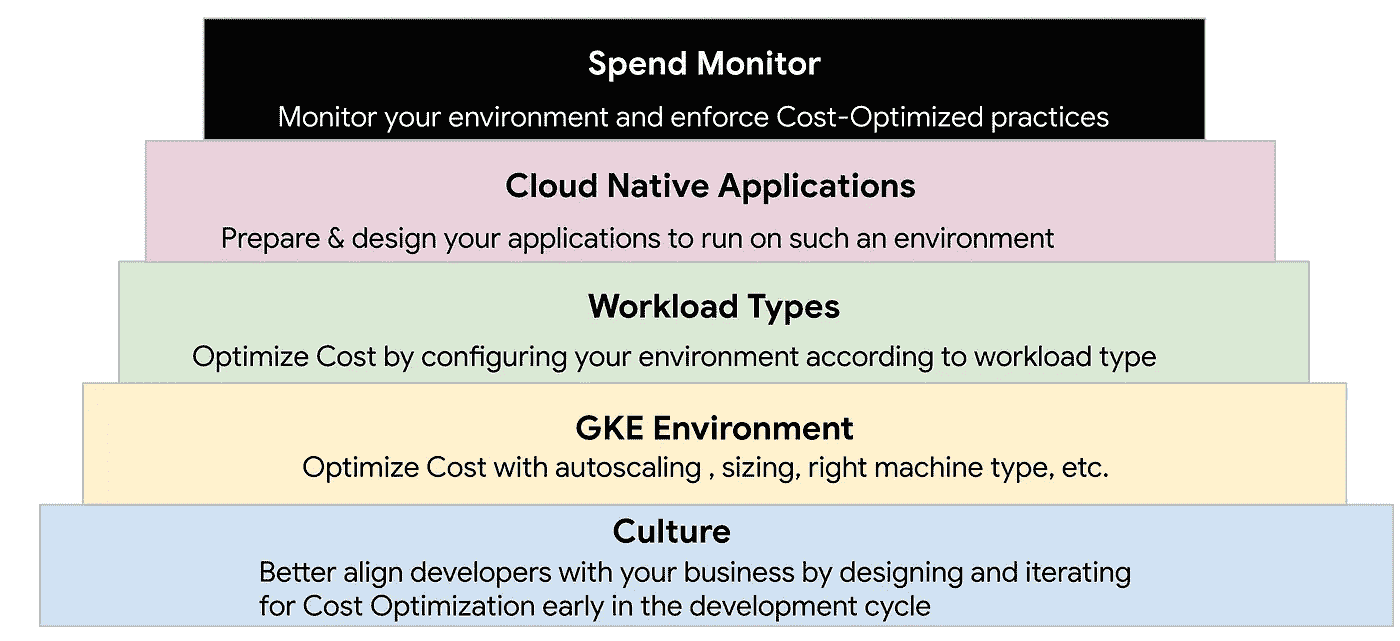 Spend Monitor
Monitor your environment and enforce Cost-Optimized practices
Cloud Native Applications
Prepare & design your applications to run on such an environment
Workload Types
Optimize Cost by configuring your environment according to workload type
GKE Environment
Optimize Cost with autoscaling , sizing, right machine type, etc.
Culture
Better align developers with your business by designing and iterating
for Cost Optimization early in the development cycle